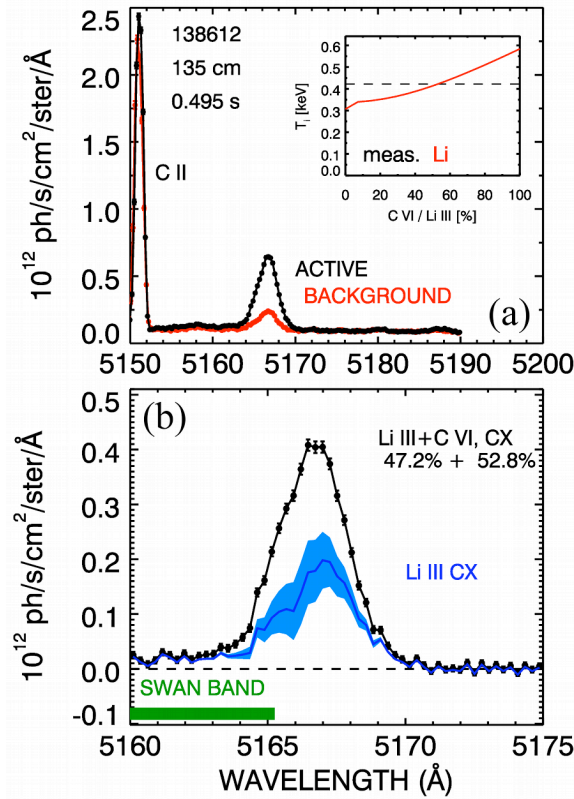 2.5
2.0
1.5
1.0
0.5
0.0
10^12 ph/s/cm²/ster/Å
138612
135 cm
0.495 s
C II
0.6
0.5
0.4
0.3
0.2
0.1
0.0
T_i [keV]
meas. Li
0 20 40 60 80 100
C VI / Li III [%]
ACTIVE
BACKGROUND
(a)
5150 5160 5170 5180 5190 5200
0.5
0.4
0.3
0.2
0.1
0.0
-0.1
10^12 ph/s/cm²/ster/Å
(b)
Li III+C VI, CX
47.2% + 52.8%
Li III CX
SWAN BAND
5160 5165 5170 5175
WAVELENGTH (Å)